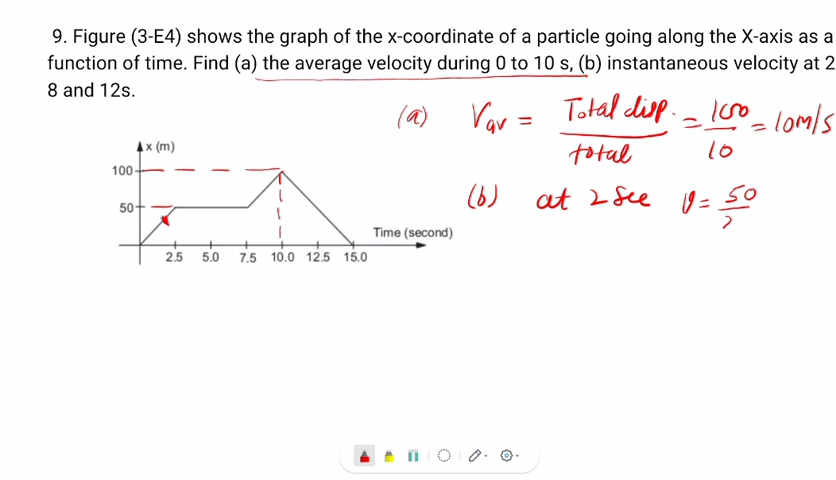 9. Figure (3-E4) shows the graph of the x-coordinate of a particle going along the X-axis as a
function of time. Find (a) the average velocity during 0 to 10 s, (b) instantaneous velocity at 2
8 and 12s.
(a) Vav = Total disp. / total = 100/10 = 10m/s
x (m)
100
(b) at 2 See v = 50/2
50
Time (second)
2.5 5.0 7.5 10.0 12.5 15.0